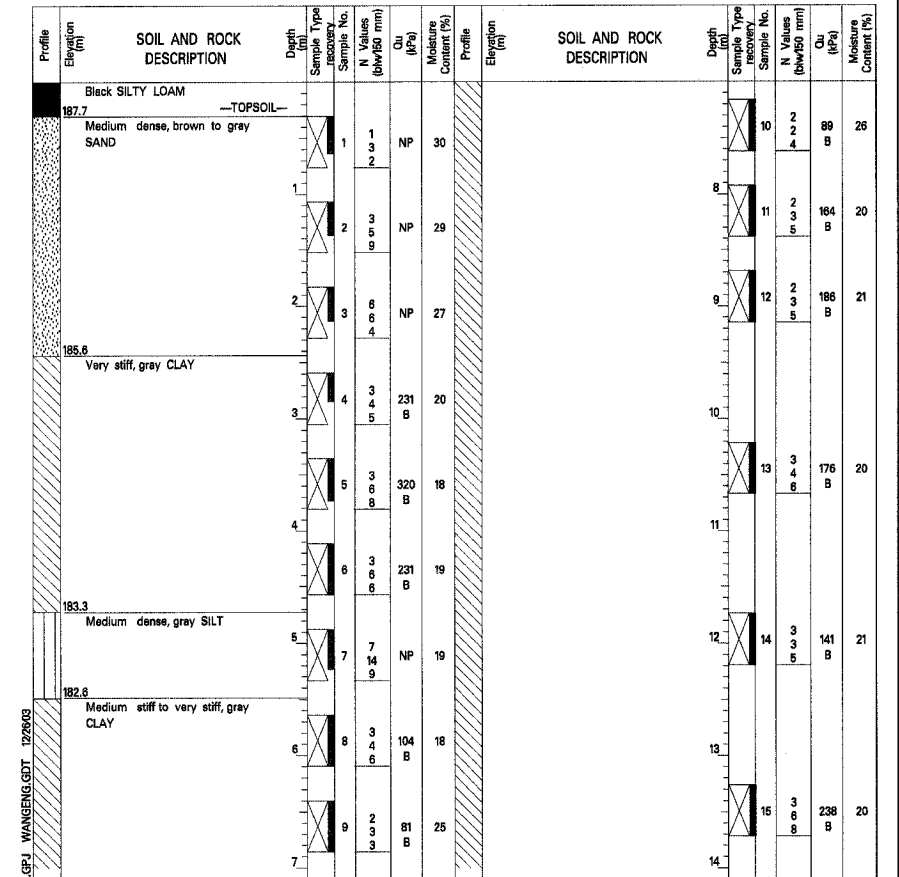 Profile
Elevation (m)
SOIL AND ROCK DESCRIPTION
Depth (m)
Sample Type recovery
Sample No.
N Values (blw/150 mm)
Qu (kPa)
Moisture Content (%)
Profile
Elevation (m)
SOIL AND ROCK DESCRIPTION
Depth (m)
Sample Type recovery
Sample No.
N Values (blw/150 mm)
Qu (kPa)
Moisture Content (%)
Black SILTY LOAM
187.7 —TOPSOIL—
Medium dense, brown to gray
SAND
1 1 3 2 NP 30
1
2 3 5 9 NP 29
2
3 6 6 4 NP 27
185.6
Very stiff, gray CLAY
4 3 4 5 231 B 20
3
5 3 6 8 320 B 18
4
6 3 6 6 231 B 19
183.3
Medium dense, gray SILT
5
7 7 14 9 NP 19
182.6
Medium stiff to very stiff, gray
CLAY
8 3 4 6 104 B 18
6
9 2 3 3 81 B 25
7
10 2 2 4 89 B 26
8
11 2 3 5 164 B 20
9
12 2 3 5 186 B 21
10
13 3 4 6 176 B 20
11
12
14 3 3 5 141 B 21
13
15 3 6 8 238 B 20
14
.GPJ WANGENG.GDT 12/26/03